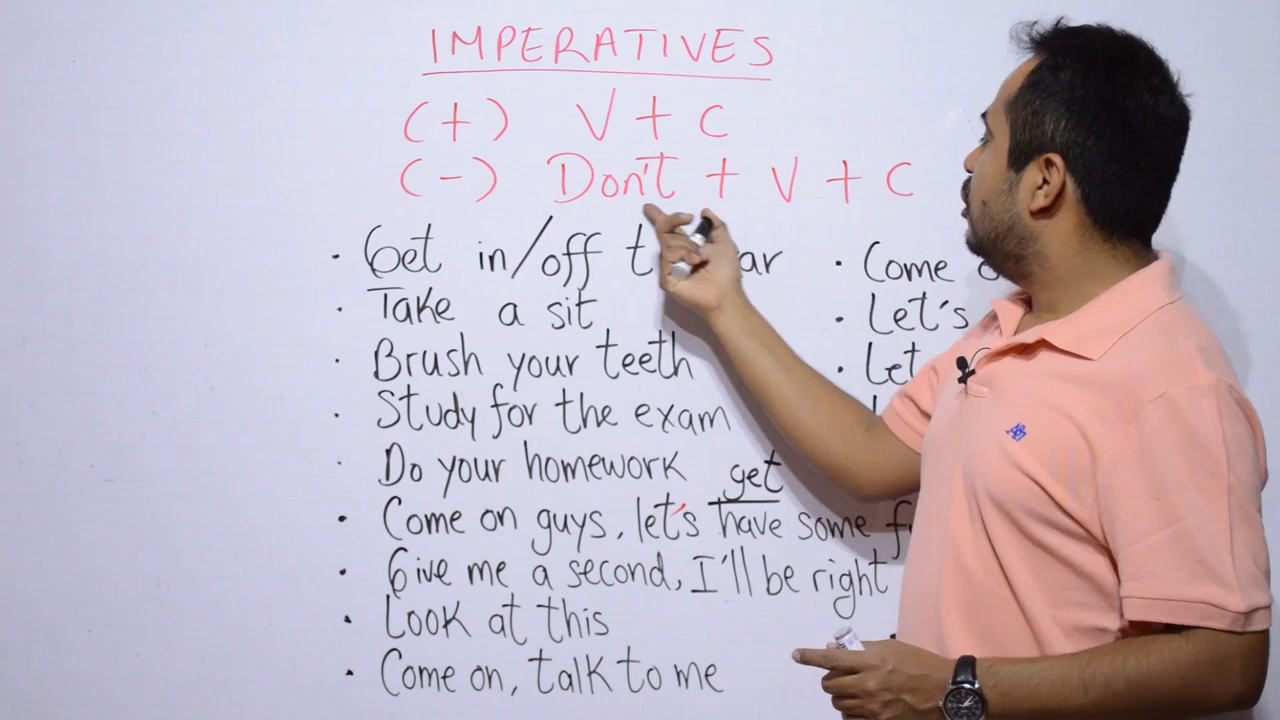 IMPERATIVES
(+) V + C
(-) Don't + V + C
· Get in/off
· Take a sit
· Brush your teeth
· Study for the exam
· Do your homework
get
· Come on guys, let's have some
· Give me a second, I'll be right
· Look at this
· Come on, talk to me
· Come
· Let's
· Let